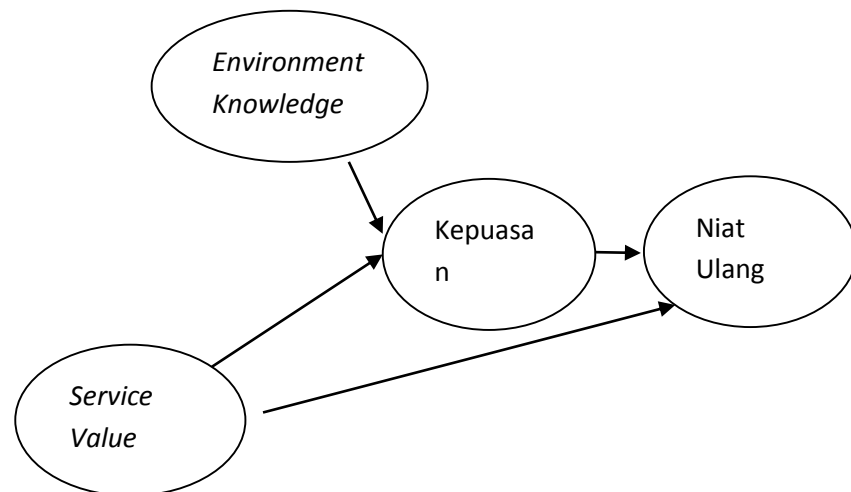 Environment
Knowledge
Kepuasa
n
Niat
Ulang
Service
Value